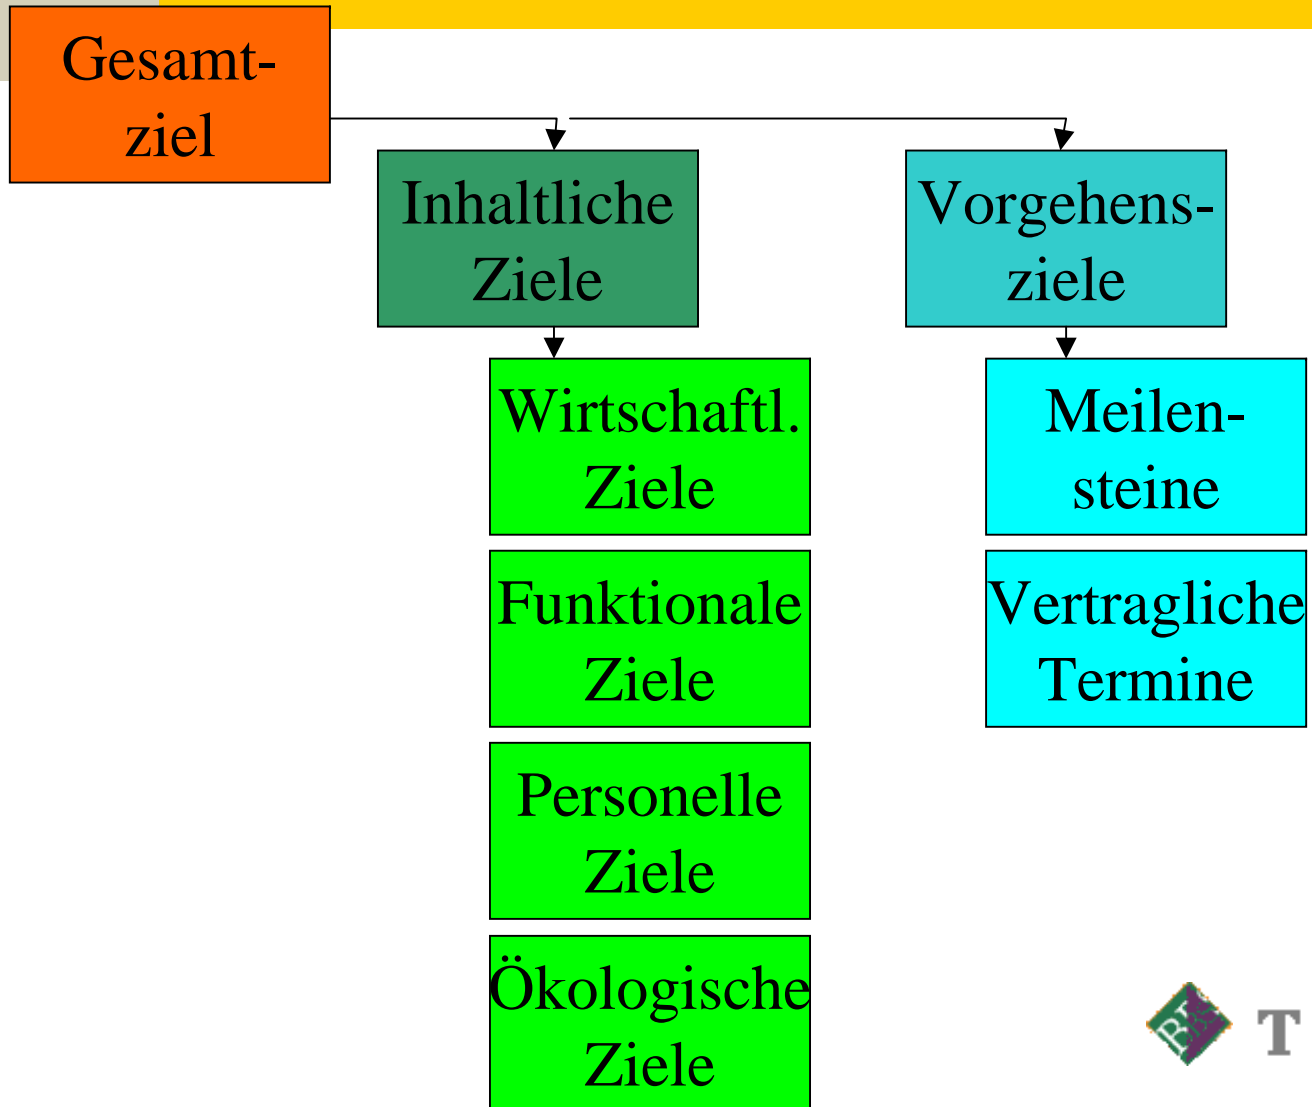 Gesamt-
ziel
Inhaltliche
Ziele
Vorgehens-
ziele
Wirtschaftl.
Ziele
Meilen-
steine
Funktionale
Ziele
Vertragliche
Termine
Personelle
Ziele
Ökologische
Ziele
T